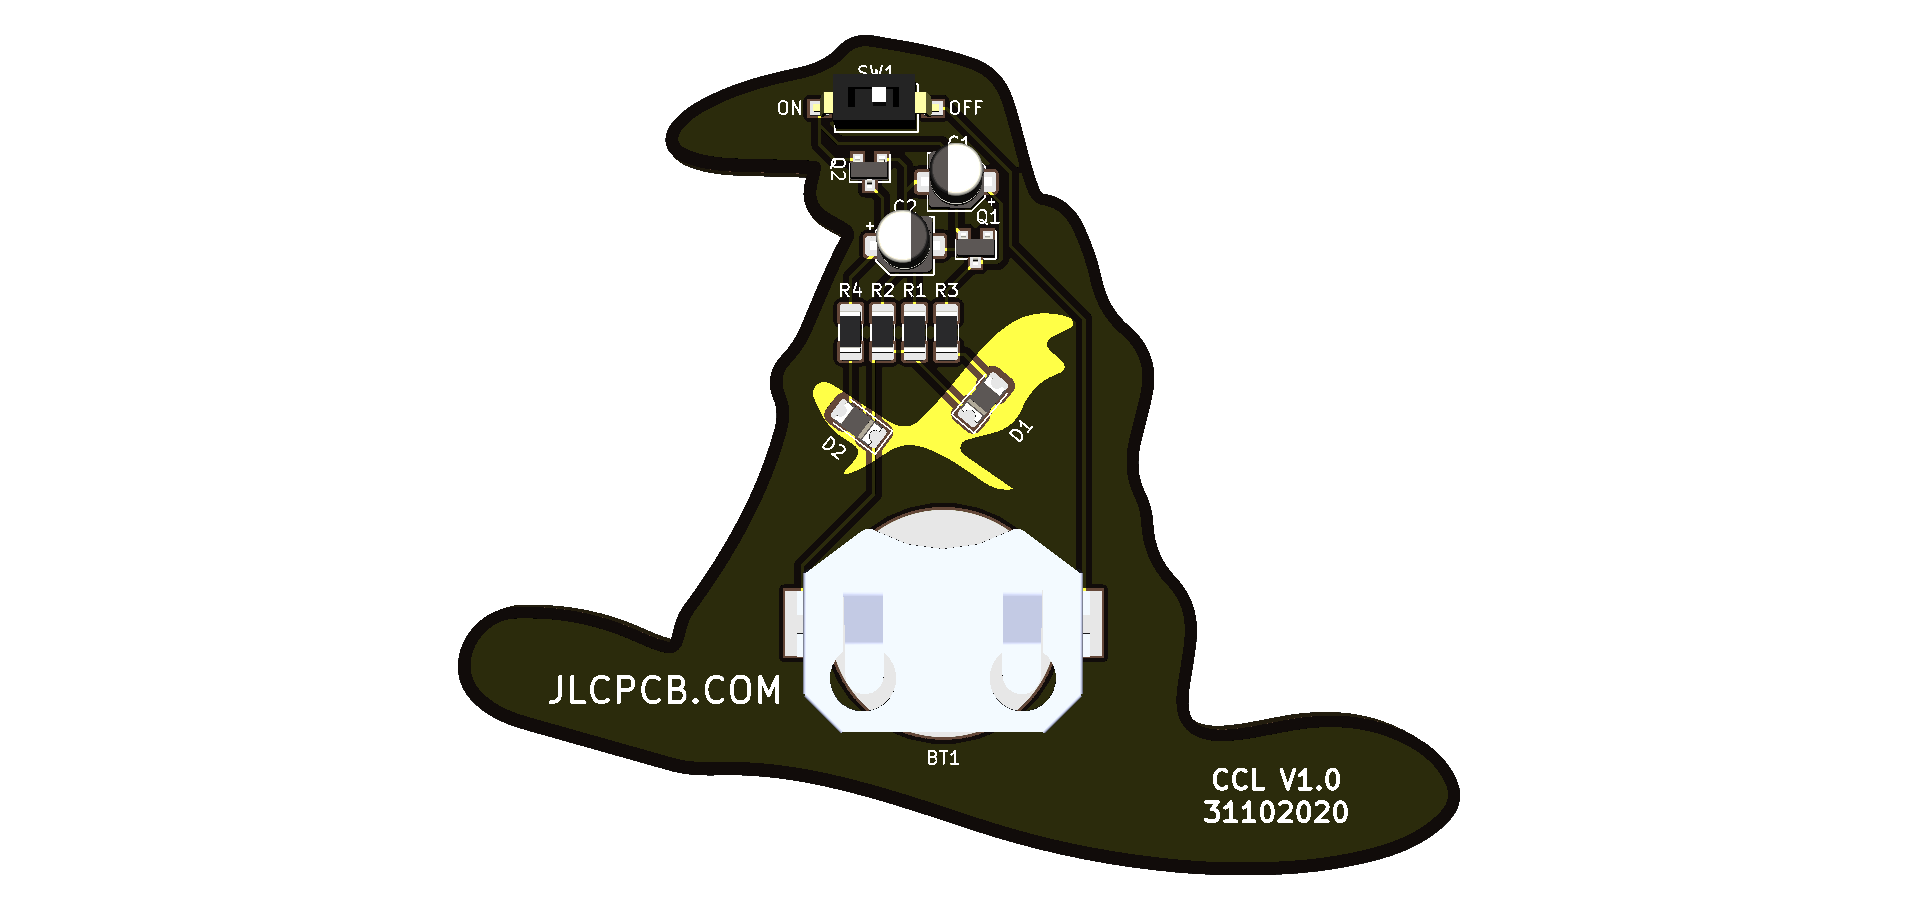 SW1
ON
OFF
C1
Q2
C2
+
Q1
+
R4 R2 R1 R3
D2
D1
JLCPCB.COM
BT1
CCL V1.0
31102020